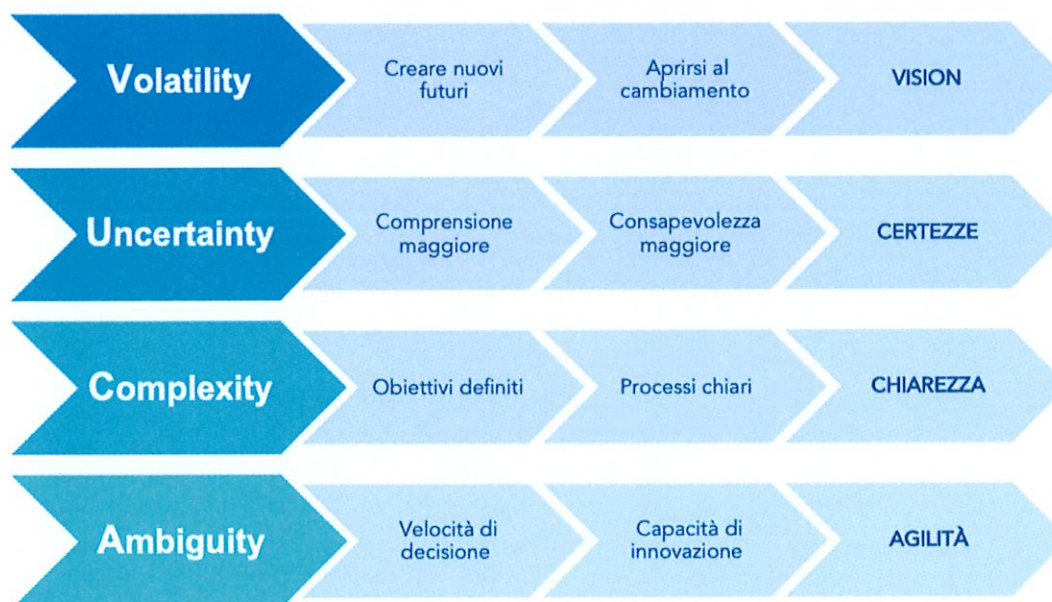 Volatility
Creare nuovi
futuri
Aprirsi al
cambiamento
VISION
Uncertainty
Comprensione
maggiore
Consapevolezza
maggiore
CERTEZZE
Complexity
Obiettivi definiti
Processi chiari
CHIAREZZA
Ambiguity
Velocità di
decisione
Capacità di
innovazione
AGILITÀ